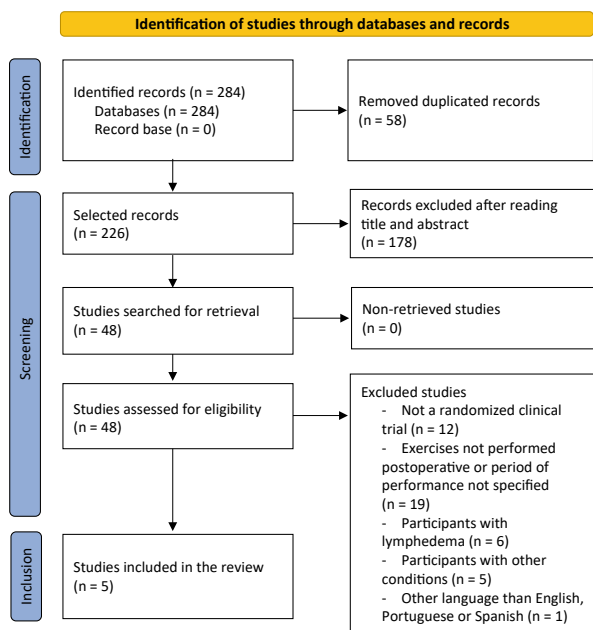 Identification of studies through databases and records
Identification
Identified records (n = 284)
Databases (n = 284)
Record base (n = 0)
Removed duplicated records
(n = 58)
Screening
Selected records
(n = 226)
Records excluded after reading
title and abstract
(n = 178)
Studies searched for retrieval
(n = 48)
Non-retrieved studies
(n = 0)
Studies assessed for eligibility
(n = 48)
Excluded studies
- Not a randomized clinical
trial (n = 12)
- Exercises not performed
postoperative or period of
performance not specified
(n = 19)
- Participants with
lymphedema (n = 6)
- Participants with other
conditions (n = 5)
- Other language than English,
Portuguese or Spanish (n = 1)
Inclusion
Studies included in the review
(n = 5)